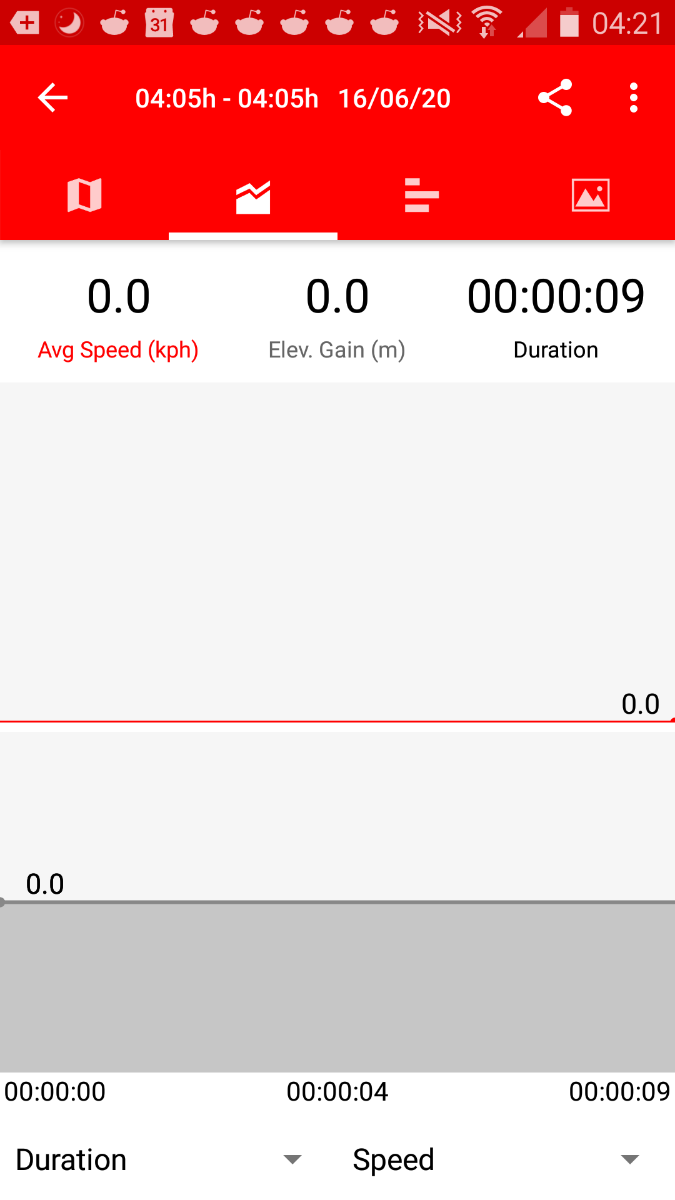 31 04:21
04:05h - 04:05h 16/06/20
0.0 0.0 00:00:09
Avg Speed (kph) Elev. Gain (m) Duration
0.0
0.0
00:00:00 00:00:04 00:00:09
Duration Speed